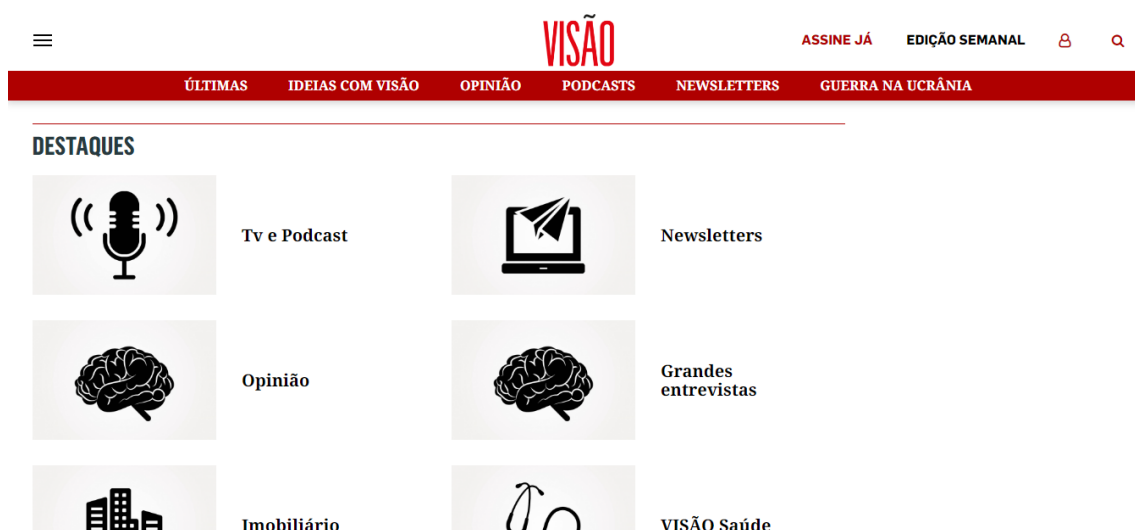 VISÃO
ASSINE JÁ EDIÇÃO SEMANAL
ÚLTIMAS IDEIAS COM VISÃO OPINIÃO PODCASTS NEWSLETTERS GUERRA NA UCRÂNIA
DESTAQUES
Tv e Podcast
Newsletters
Opinião
Grandes
entrevistas
Imobiliário
VISÃO Saúde